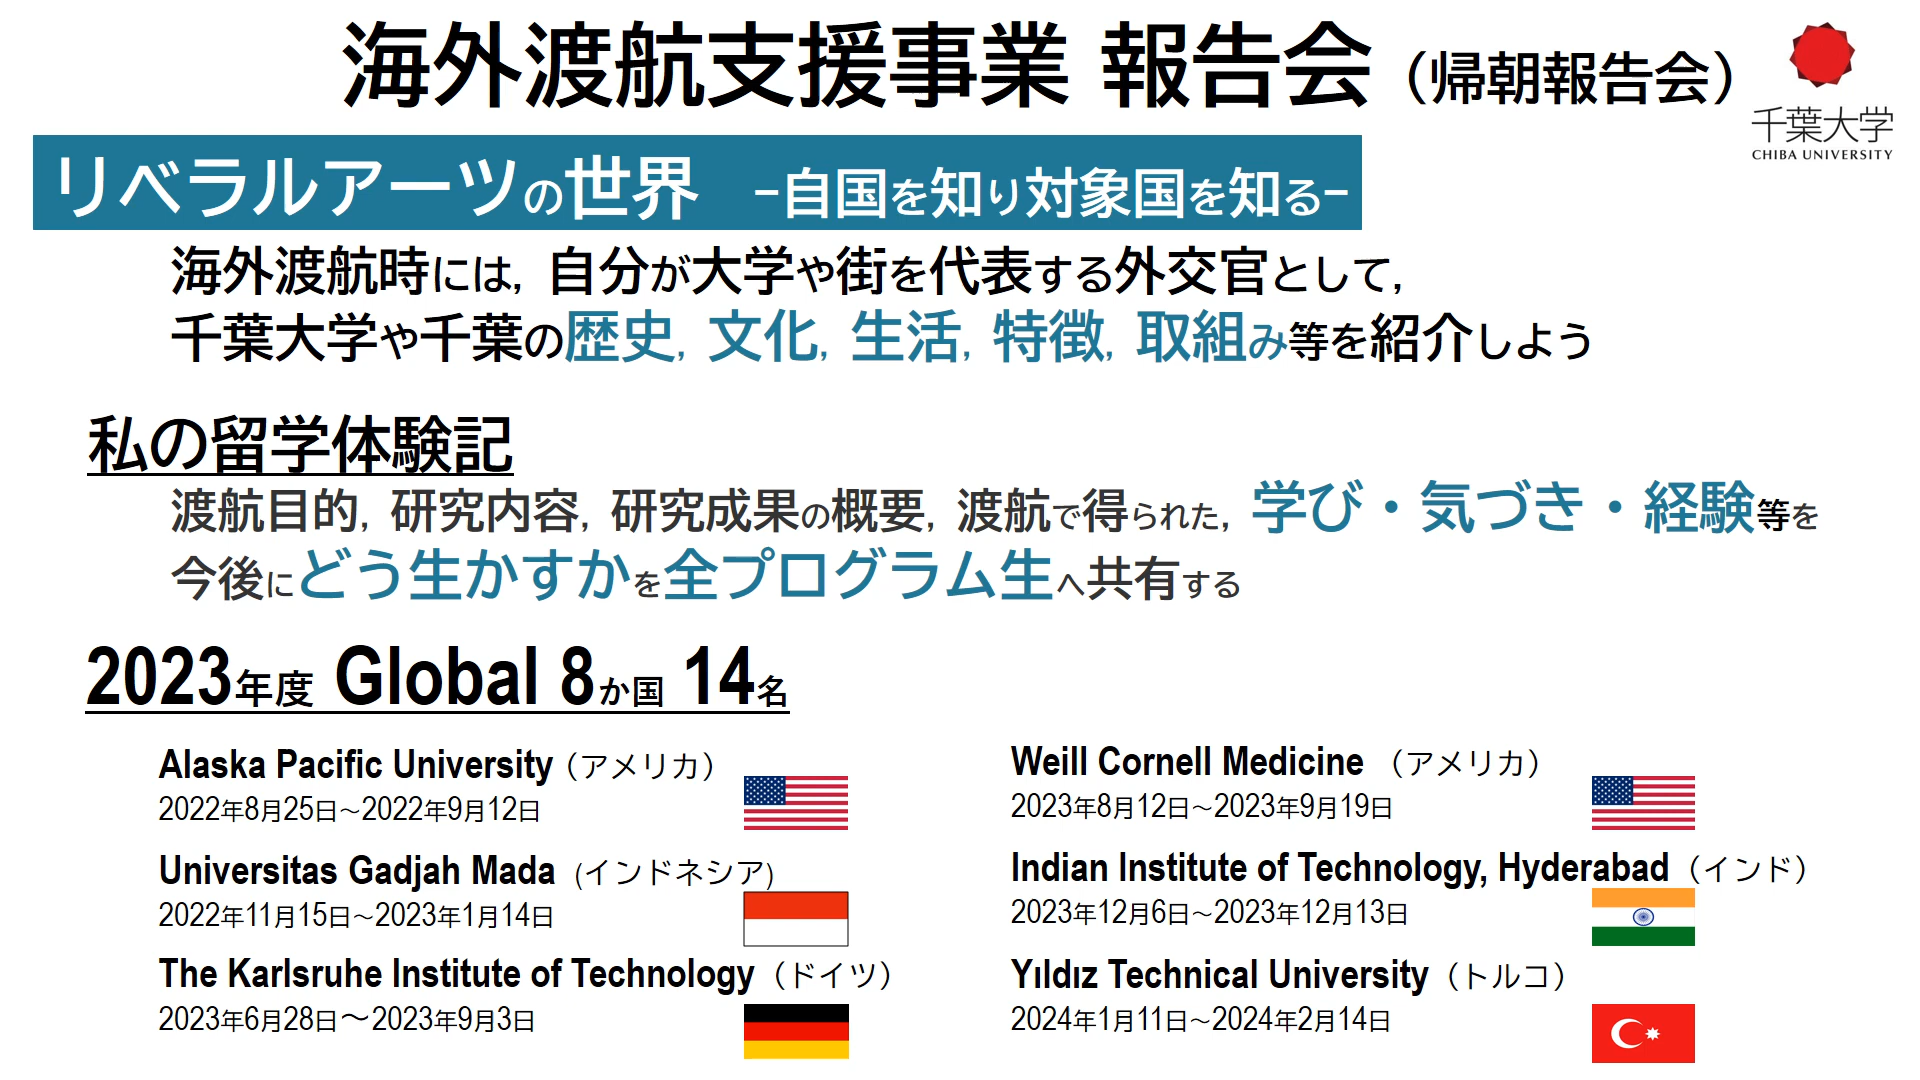 海外渡航支援事業 報告会（帰朝報告会）
千葉大学
CHIBA UNIVERSITY
リベラルアーツの世界　−自国を知り対象国を知る−
海外渡航時には, 自分が大学や街を代表する外交官として,
千葉大学や千葉の歴史, 文化, 生活, 特徴, 取組み等を紹介しよう
私の留学体験記
渡航目的, 研究内容, 研究成果の概要, 渡航で得られた, 学び・気づき・経験等を
今後にどう生かすかを全プログラム生へ共有する
2023年度 Global 8か国 14名
Alaska Pacific University（アメリカ）
2022年8月25日～2022年9月12日
Universitas Gadjah Mada (インドネシア)
2022年11月15日～2023年1月14日
The Karlsruhe Institute of Technology（ドイツ）
2023年6月28日～2023年9月3日
Weill Cornell Medicine （アメリカ）
2023年8月12日～2023年9月19日
Indian Institute of Technology, Hyderabad（インド）
2023年12月6日～2023年12月13日
Yıldız Technical University（トルコ）
2024年1月11日～2024年2月14日